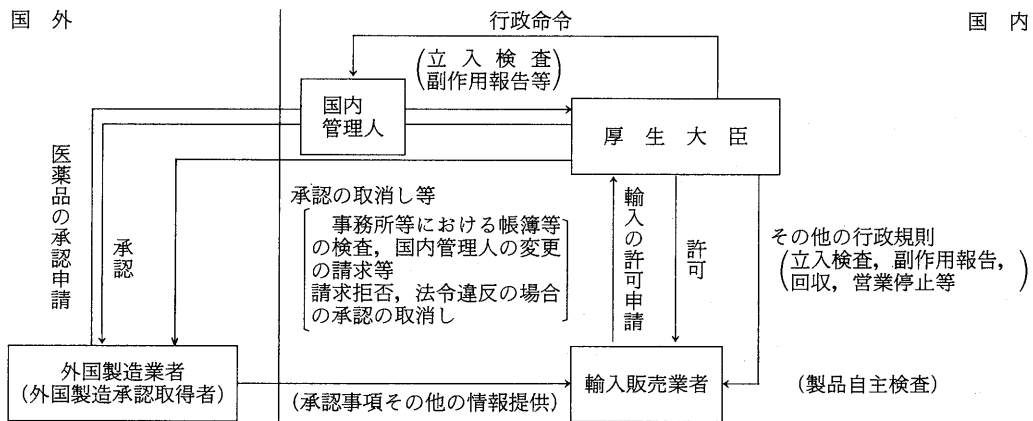 国外
国内
行政命令
(立入検査
副作用報告等)
国内
管理人
厚生大臣
医薬品の承認申請
承認
承認の取消し等
事務所等における帳簿等
の検査，国内管理人の変更
の請求等
請求拒否，法令違反の場合
の承認の取消し
輸入の許可申請
許可
その他の行政規則
(立入検査，副作用報告，
回収，営業停止等)
外国製造業者
(外国製造承認取得者)
(承認事項その他の情報提供)
輸入販売業者
(製品自主検査)